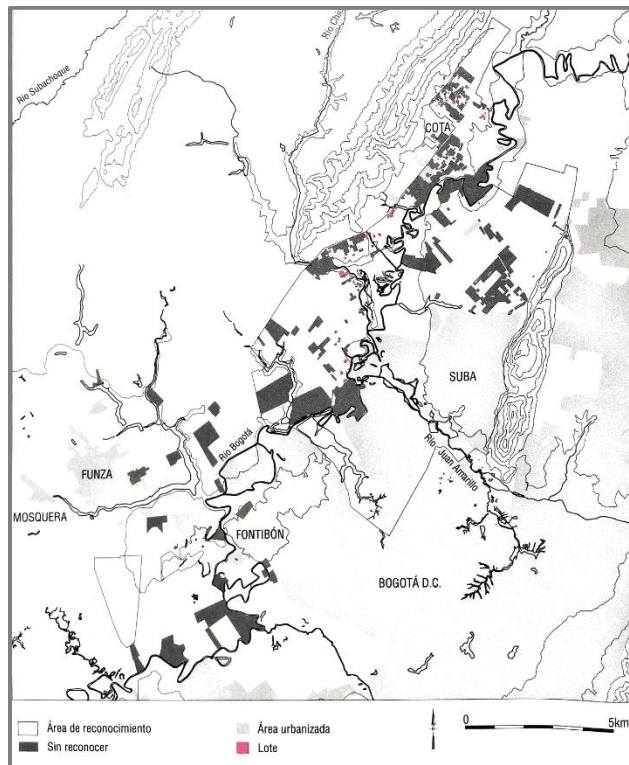 Río Subachoque
Río Chic
COTA
SUBA
Río Bogotá
Río Juan Amarillo
FUNZA
MOSQUERA
FONTIBÓN
BOGOTÁ D.C.
Área de reconocimiento
Área urbanizada
0 5km
Sin reconocer
Lote